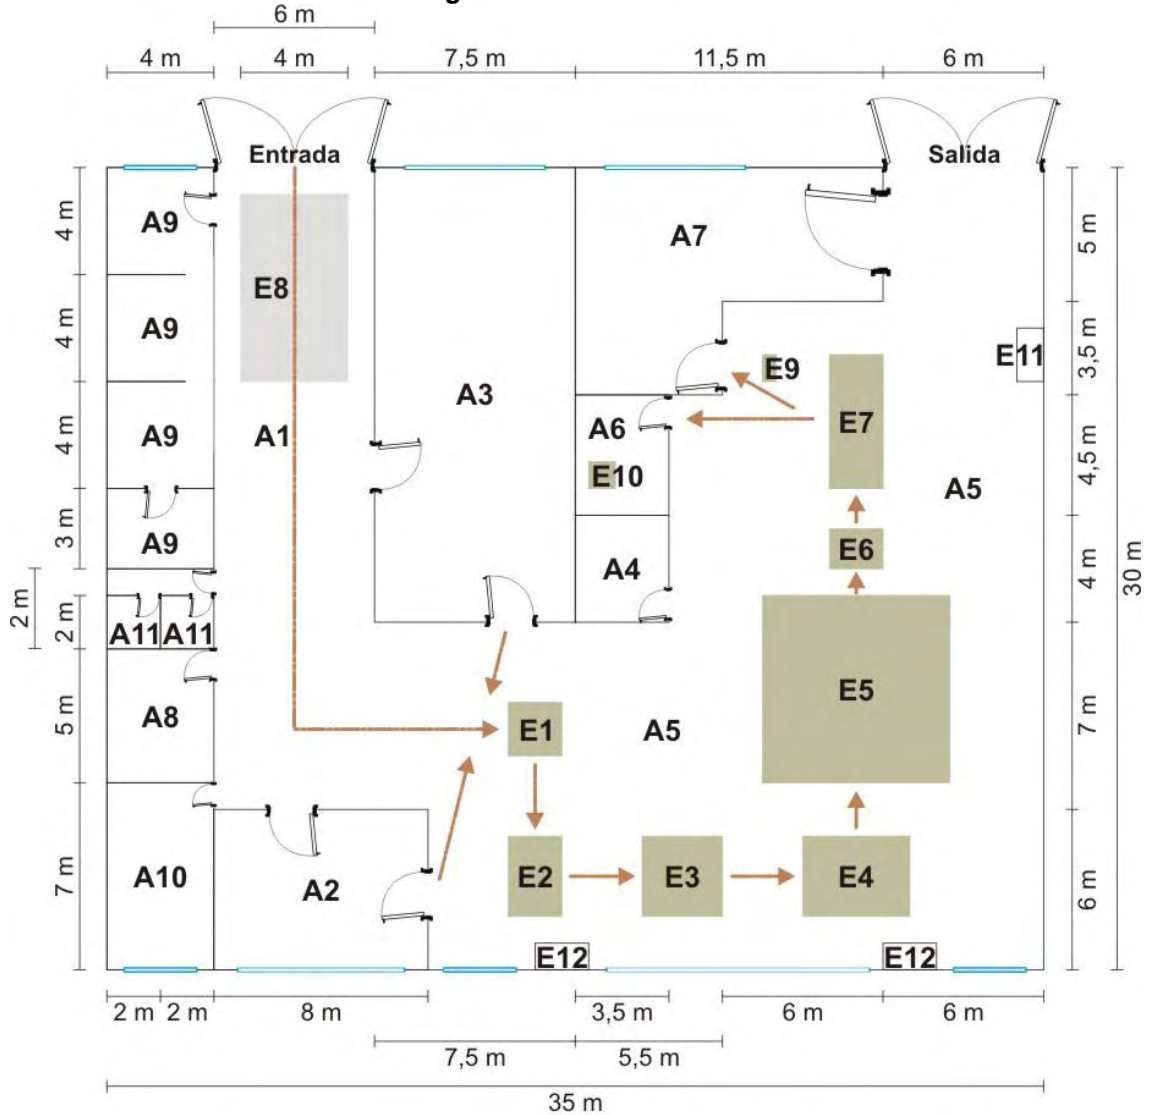 6 m
4 m
4 m
7,5 m
11,5 m
6 m
Entrada
Salida
A9
4 m
A7
5 m
E8
A9
4 m
E11
3,5 m
E9
A3
A9
A1
4 m
A6
E7
E10
4,5 m
A5
A9
3 m
E6
A4
4 m
30 m
2 m
2 m
A11
A11
E5
A8
5 m
E1
A5
7 m
A10
7 m
A2
E2
E3
E4
6 m
E12
E12
2 m
2 m
8 m
3,5 m
6 m
6 m
7,5 m
5,5 m
35 m